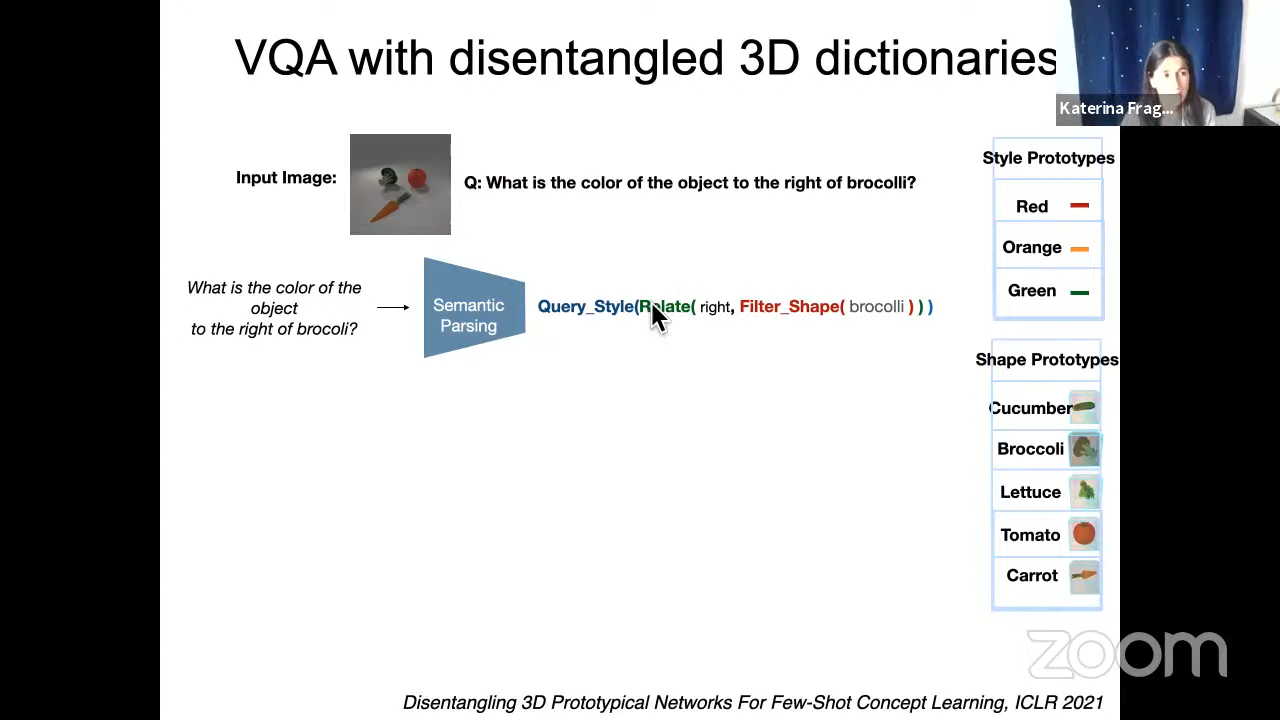 VQA with disentangled 3D dictionaries
Katerina Frag...
Input Image:
Q: What is the color of the object to the right of brocolli?
What is the color of the
object
to the right of brocoli?
Semantic
Parsing
Query_Style(Relate( right, Filter_Shape( brocolli ) ) )
Style Prototypes
Red
Orange
Green
Shape Prototypes
Cucumber
Broccoli
Lettuce
Tomato
Carrot
zoom
Disentangling 3D Prototypical Networks For Few-Shot Concept Learning, ICLR 2021